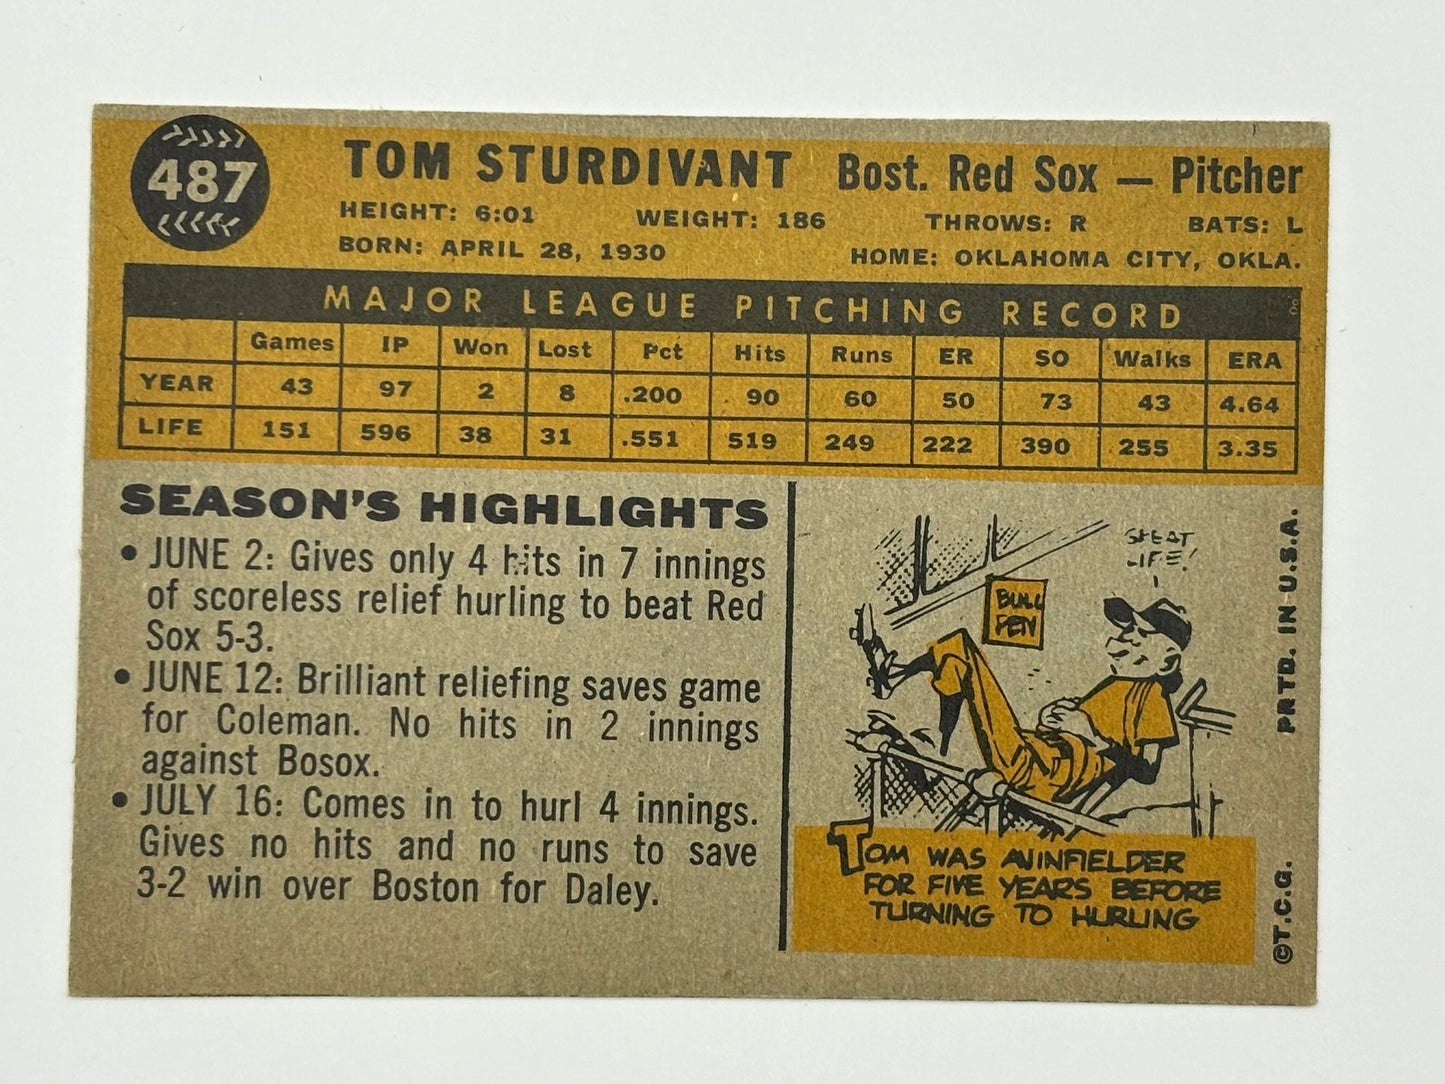 487
TOM STURDIVANT Bost. Red Sox — Pitcher
HEIGHT: 6:01 WEIGHT: 186 THROWS: R BATS: L
BORN: APRIL 28, 1930 HOME: OKLAHOMA CITY, OKLA.
MAJOR LEAGUE PITCHING RECORD
Games IP Won Lost Pct Hits Runs ER SO Walks ERA
YEAR 43 97 2 8 .200 90 60 50 73 43 4.64
LIFE 151 596 38 31 .551 519 249 222 390 255 3.35
SEASON'S HIGHLIGHTS
• JUNE 2: Gives only 4 hits in 7 innings
of scoreless relief hurling to beat Red
Sox 5-3.
• JUNE 12: Brilliant reliefing saves game
for Coleman. No hits in 2 innings
against Bosox.
• JULY 16: Comes in to hurl 4 innings.
Gives no hits and no runs to save
3-2 win over Boston for Daley.
GREAT
LIFE!
BULL
PEN
TOM WAS AN INFIELDER
FOR FIVE YEARS BEFORE
TURNING TO HURLING
©T.C.G. PRTD. IN U.S.A.